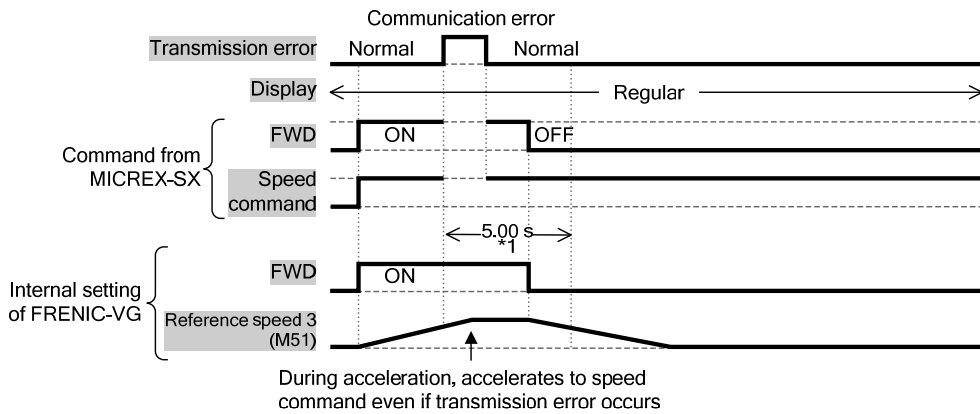 Communication error
Transmission error
Normal
Normal
Display
Regular
FWD
ON
OFF
Command from
MICREX-SX
Speed
command
5.00 s
*1
FWD
ON
Internal setting
of FRENIC-VG
Reference speed 3
(M51)
During acceleration, accelerates to speed
command even if transmission error occurs